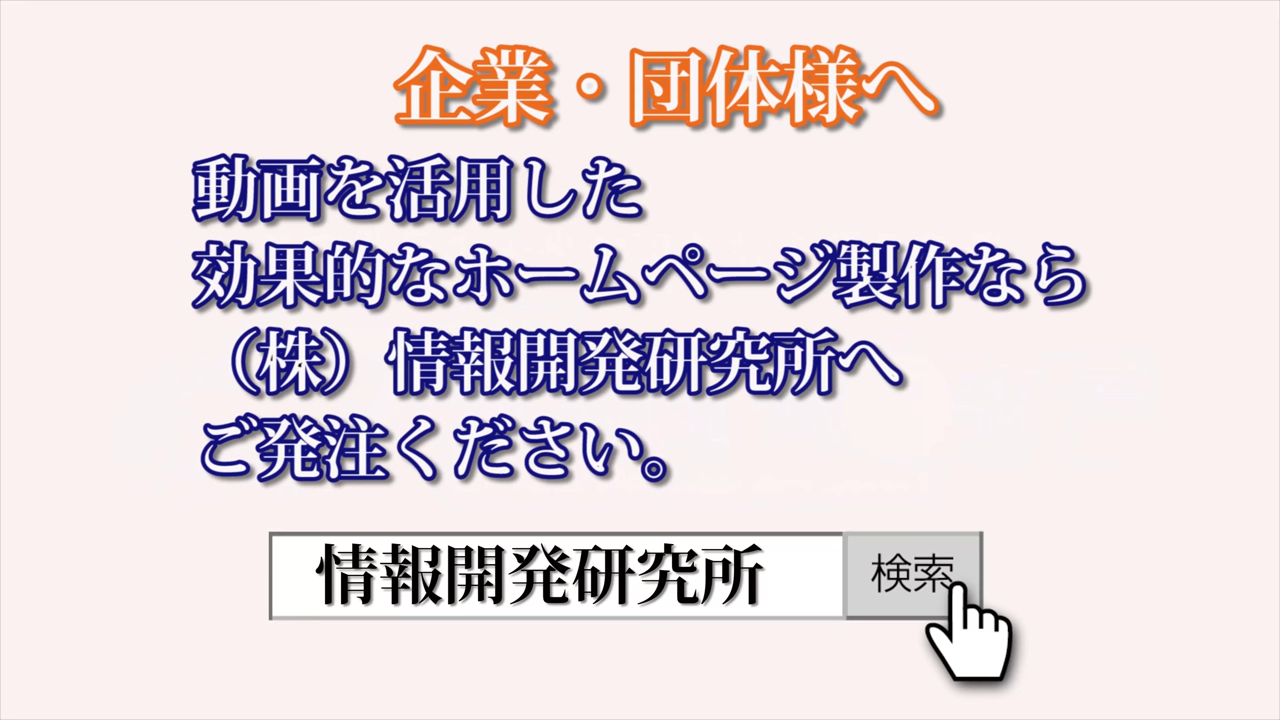 企業・団体様へ
動画を活用した
効果的なホームページ製作なら
（株）情報開発研究所へ
ご発注ください。
情報開発研究所 検索